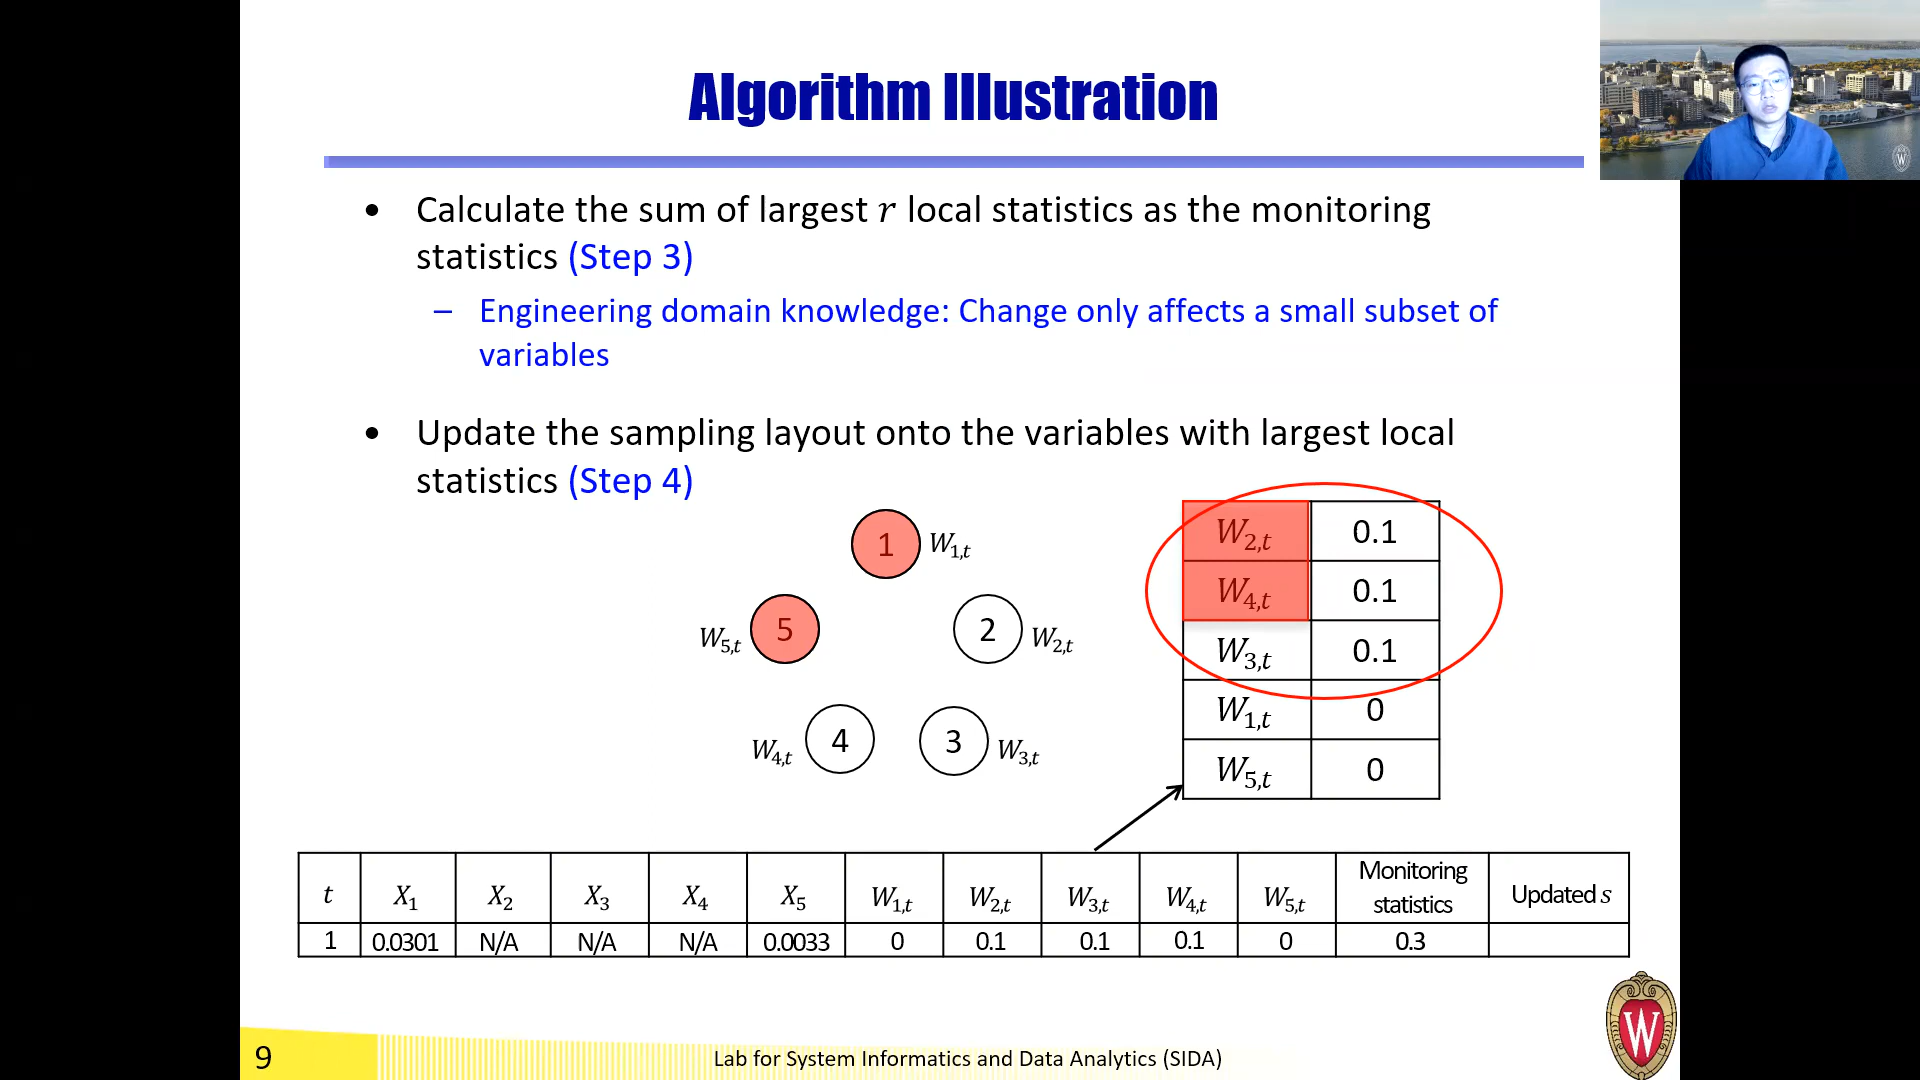 Algorithm Illustration
• Calculate the sum of largest r local statistics as the monitoring
statistics (Step 3)
– Engineering domain knowledge: Change only affects a small subset of
variables
• Update the sampling layout onto the variables with largest local
statistics (Step 4)
1 W1,t
5 W5,t
2 W2,t
4 W4,t
3 W3,t
W2,t 0.1
W4,t 0.1
W3,t 0.1
W1,t 0
W5,t 0
t X1 X2 X3 X4 X5 W1,t W2,t W3,t W4,t W5,t Monitoring statistics Updated s
1 0.0301 N/A N/A N/A 0.0033 0 0.1 0.1 0.1 0 0.3
W
W
9
Lab for System Informatics and Data Analytics (SIDA)